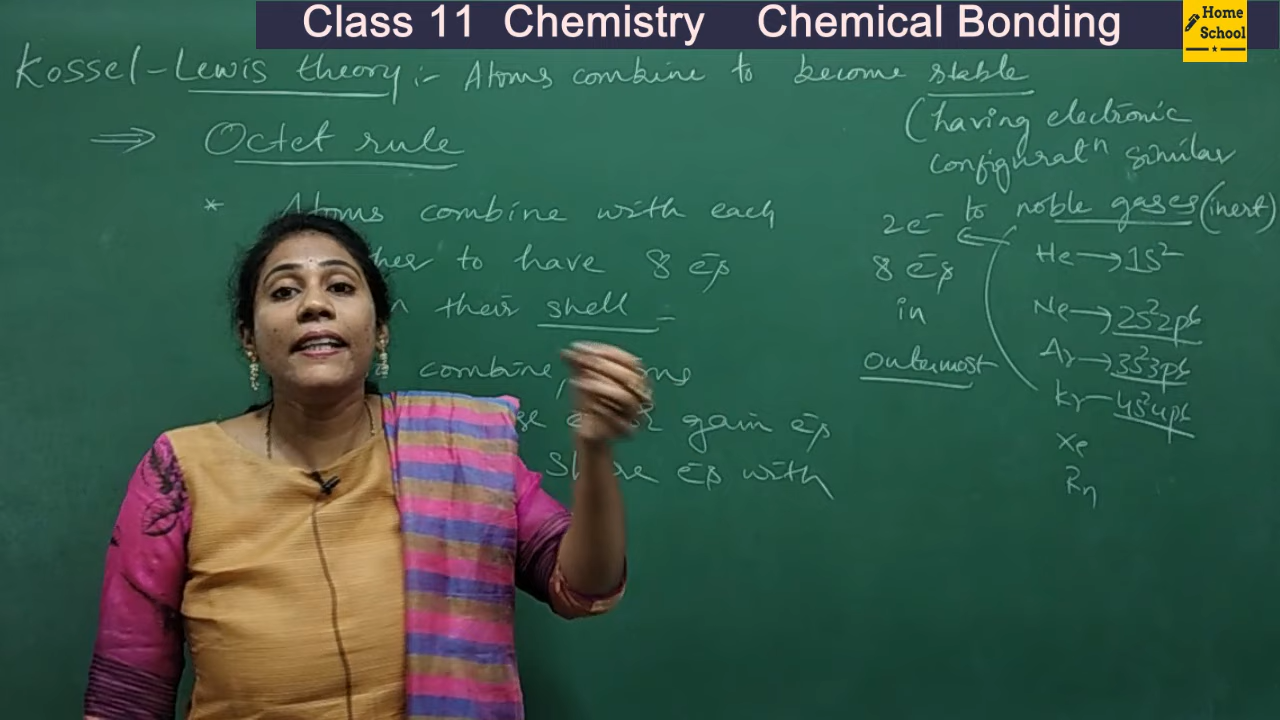 Class 11 Chemistry Chemical Bonding
Home
School
Kossel-Lewis theory :- Atoms combine to become stable
(having electronic
configuratⁿ similar
to noble gases (inert)
⇒ Octet rule
* Atoms combine with each
to have 8 e⁻s
their shell -
combine,
gain e⁻s
e⁻s with
2e⁻
8 e⁻s
in
outermost
He → 1s²
Ne → 2s²2p⁶
Ar → 3s²3p⁶
Kr - 4s²4p⁶
Xe
Rn